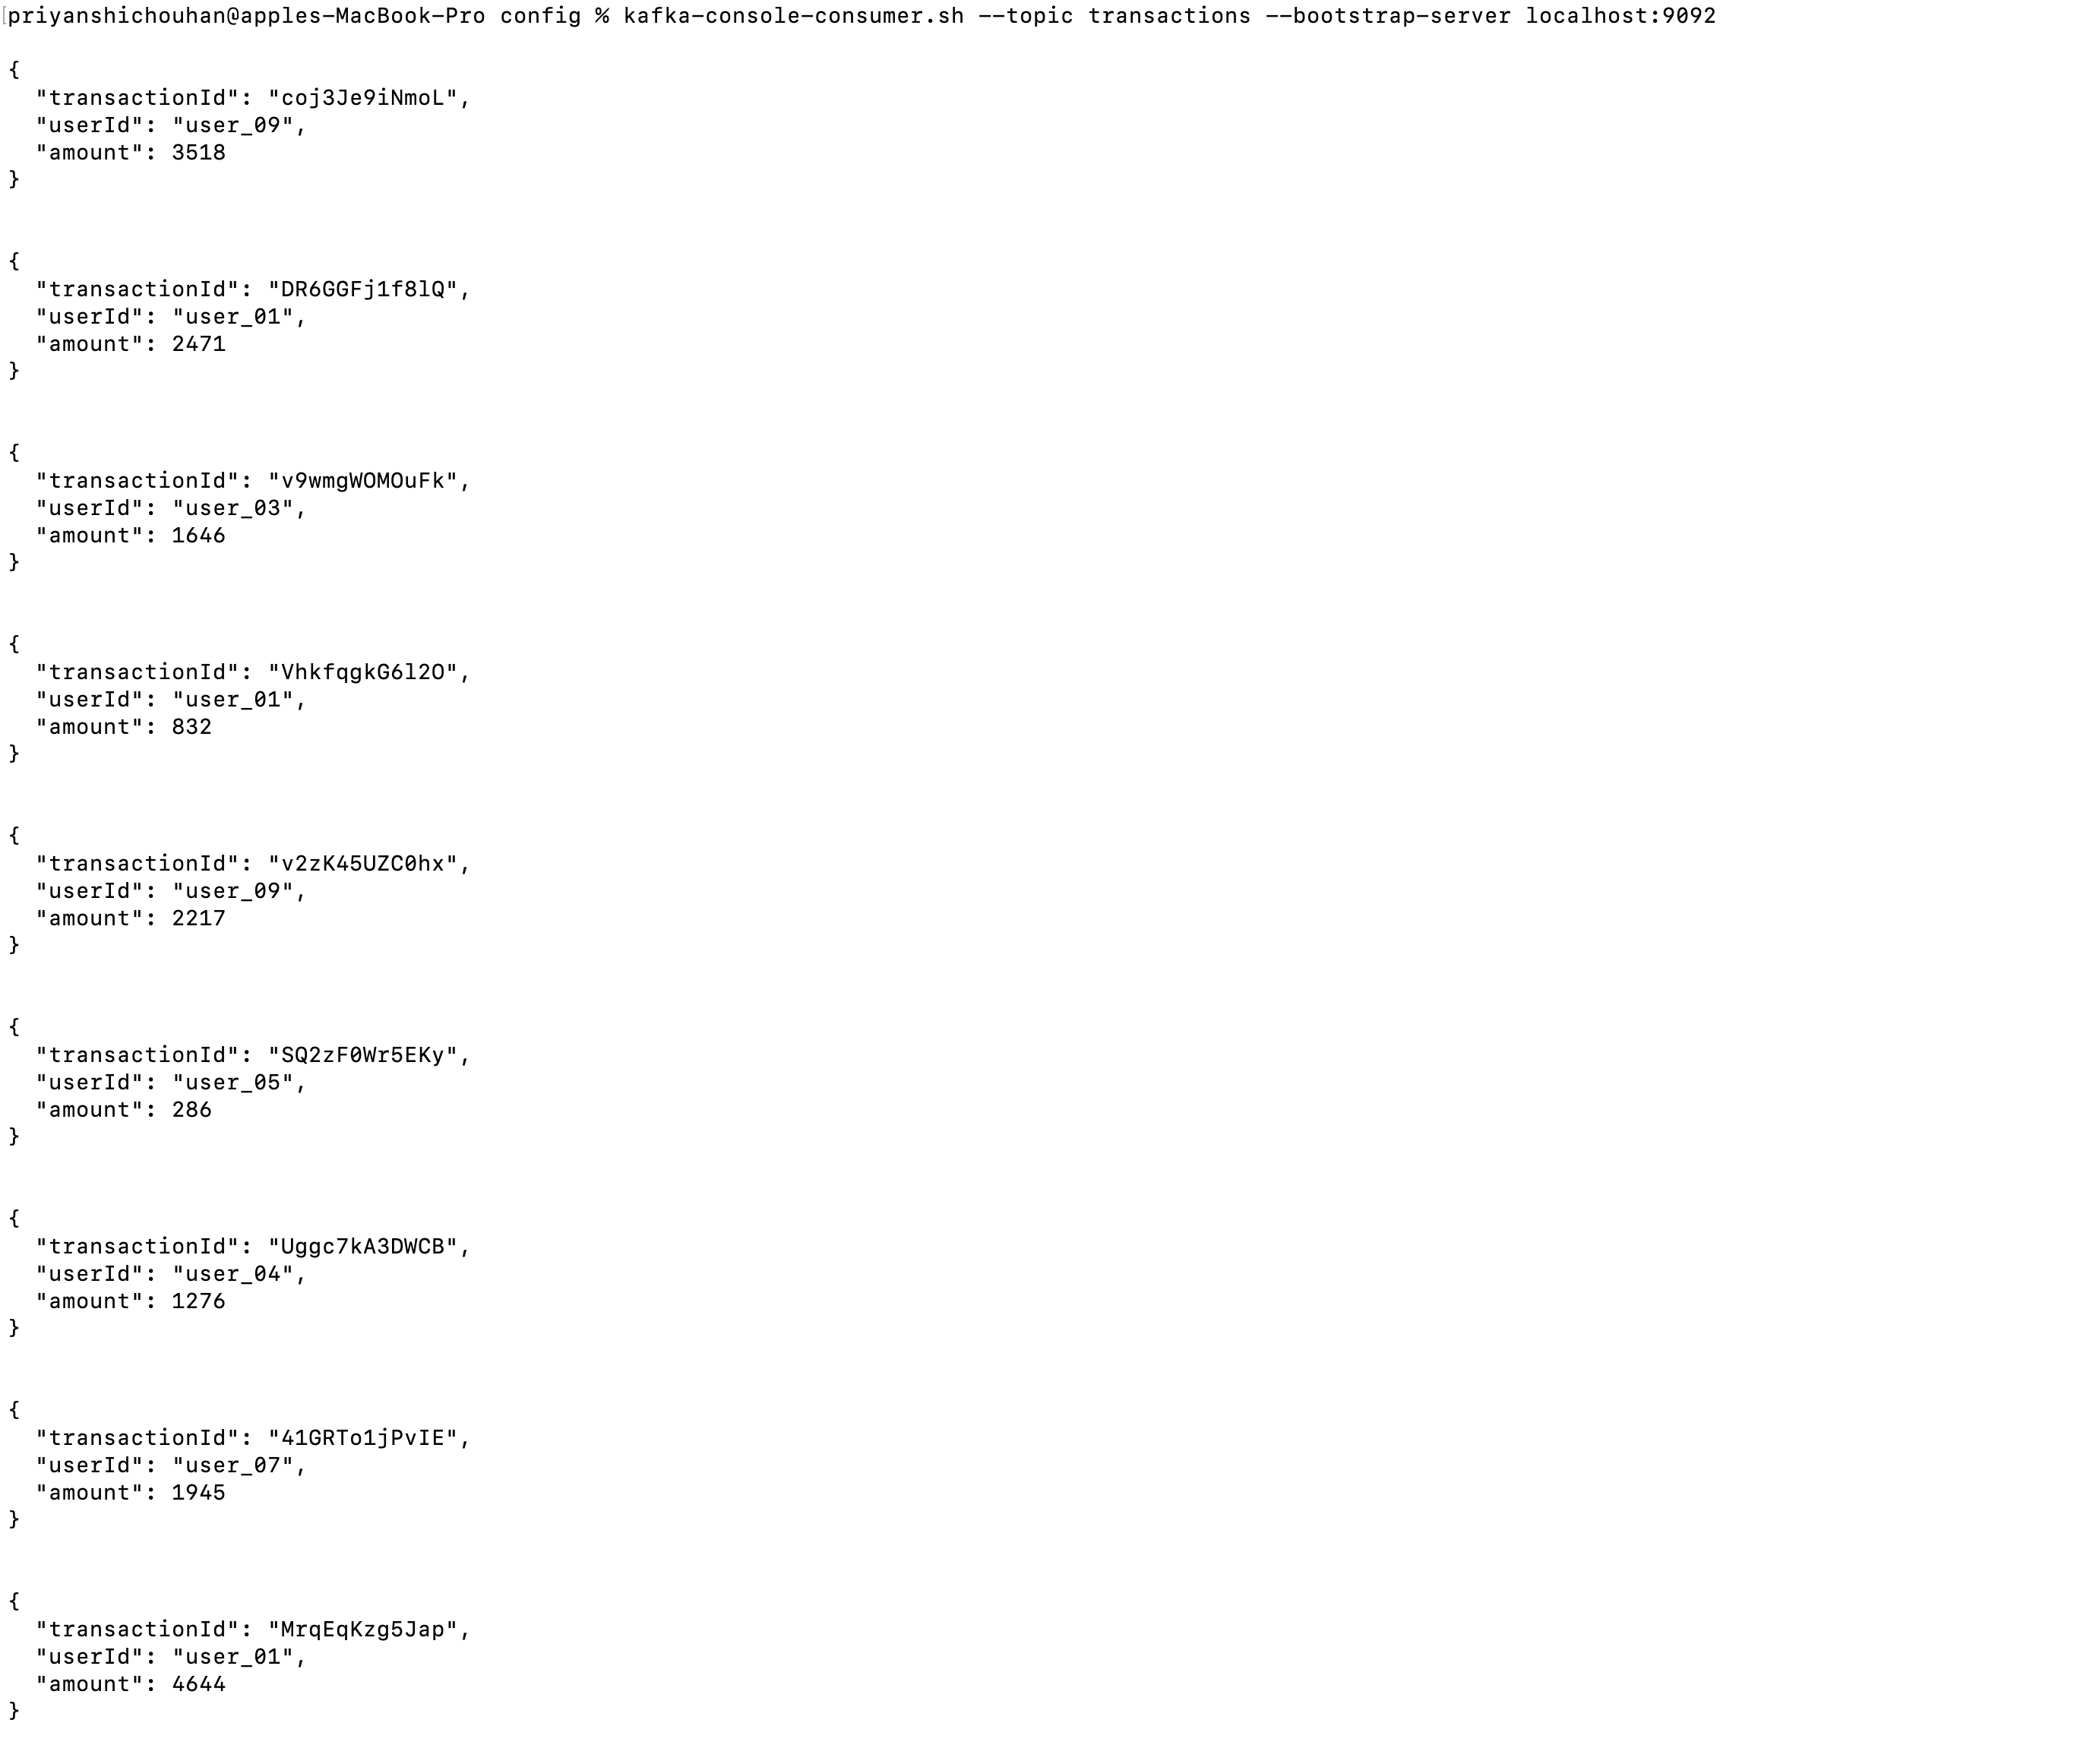 priyanshichouhan@apples-MacBook-Pro config % kafka-console-consumer.sh --topic transactions --bootstrap-server localhost:9092
{
"transactionId": "coj3Je9iNmoL",
"userId": "user_09",
"amount": 3518
}
{
"transactionId": "DR6GGFj1f8lQ",
"userId": "user_01",
"amount": 2471
}
{
"transactionId": "v9wmgWOMOuFk",
"userId": "user_03",
"amount": 1646
}
{
"transactionId": "VhkfqgkG6l2O",
"userId": "user_01",
"amount": 832
}
{
"transactionId": "v2zK45UZC0hx",
"userId": "user_09",
"amount": 2217
}
{
"transactionId": "SQ2zF0Wr5EKy",
"userId": "user_05",
"amount": 286
}
{
"transactionId": "Uggc7kA3DWCB",
"userId": "user_04",
"amount": 1276
}
{
"transactionId": "41GRTo1jPvIE",
"userId": "user_07",
"amount": 1945
}
{
"transactionId": "MrqEqKzg5Jap",
"userId": "user_01",
"amount": 4644
}